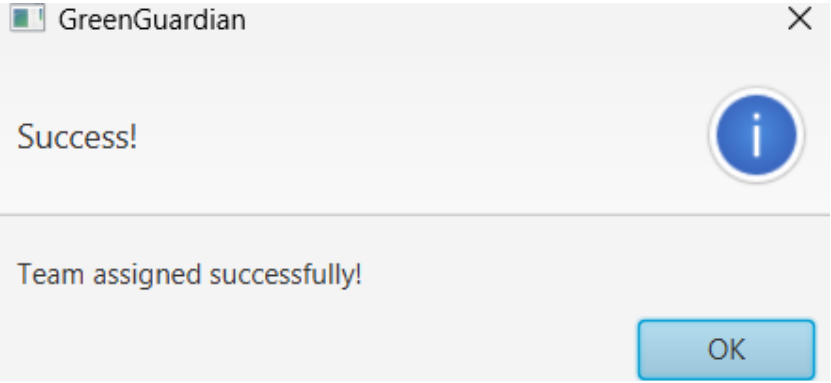 GreenGuardian
Success!
i
Team assigned successfully!
OK